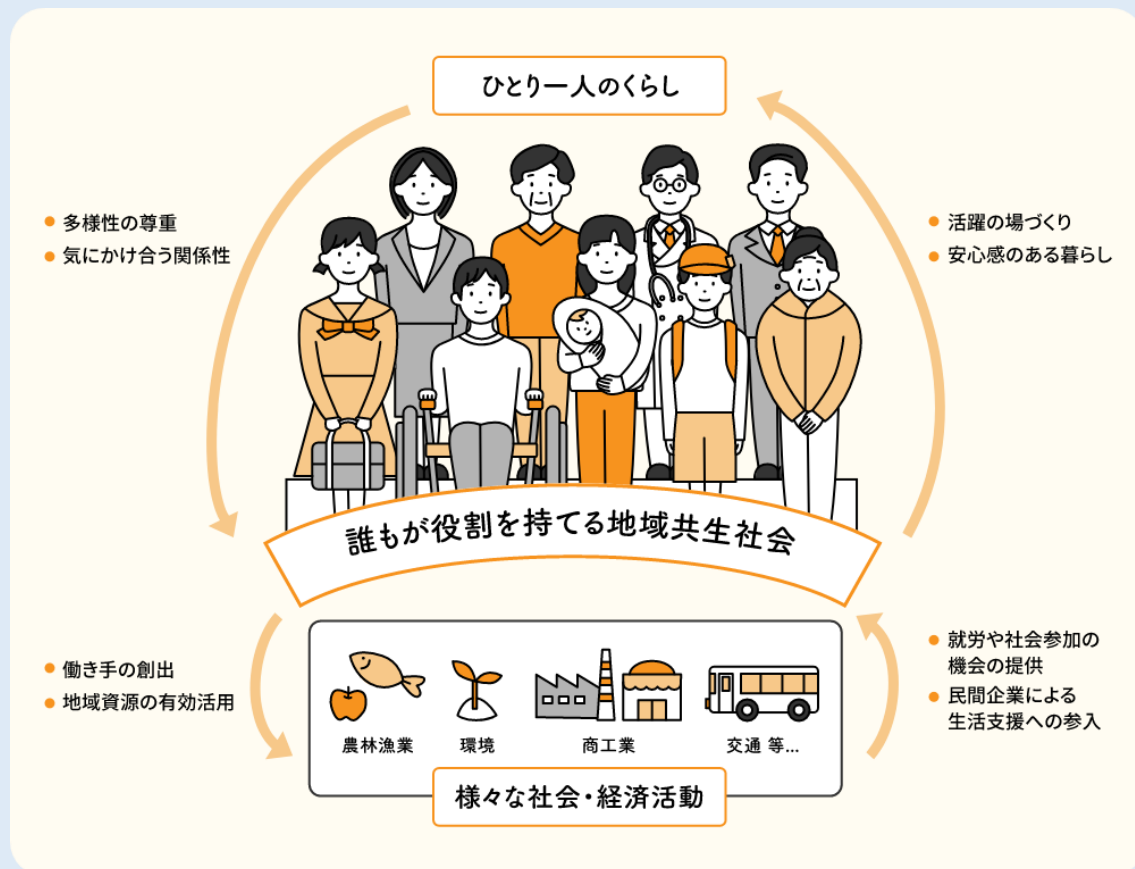 ひとり一人のくらし
多様性の尊重
気にかけ合う関係性
活躍の場づくり
安心感のある暮らし
誰もが役割を持てる地域共生社会
働き手の創出
地域資源の有効活用
就労や社会参加の
機会の提供
民間企業による
生活支援への参入
農林漁業
環境
商工業
交通 等...
様々な社会・経済活動